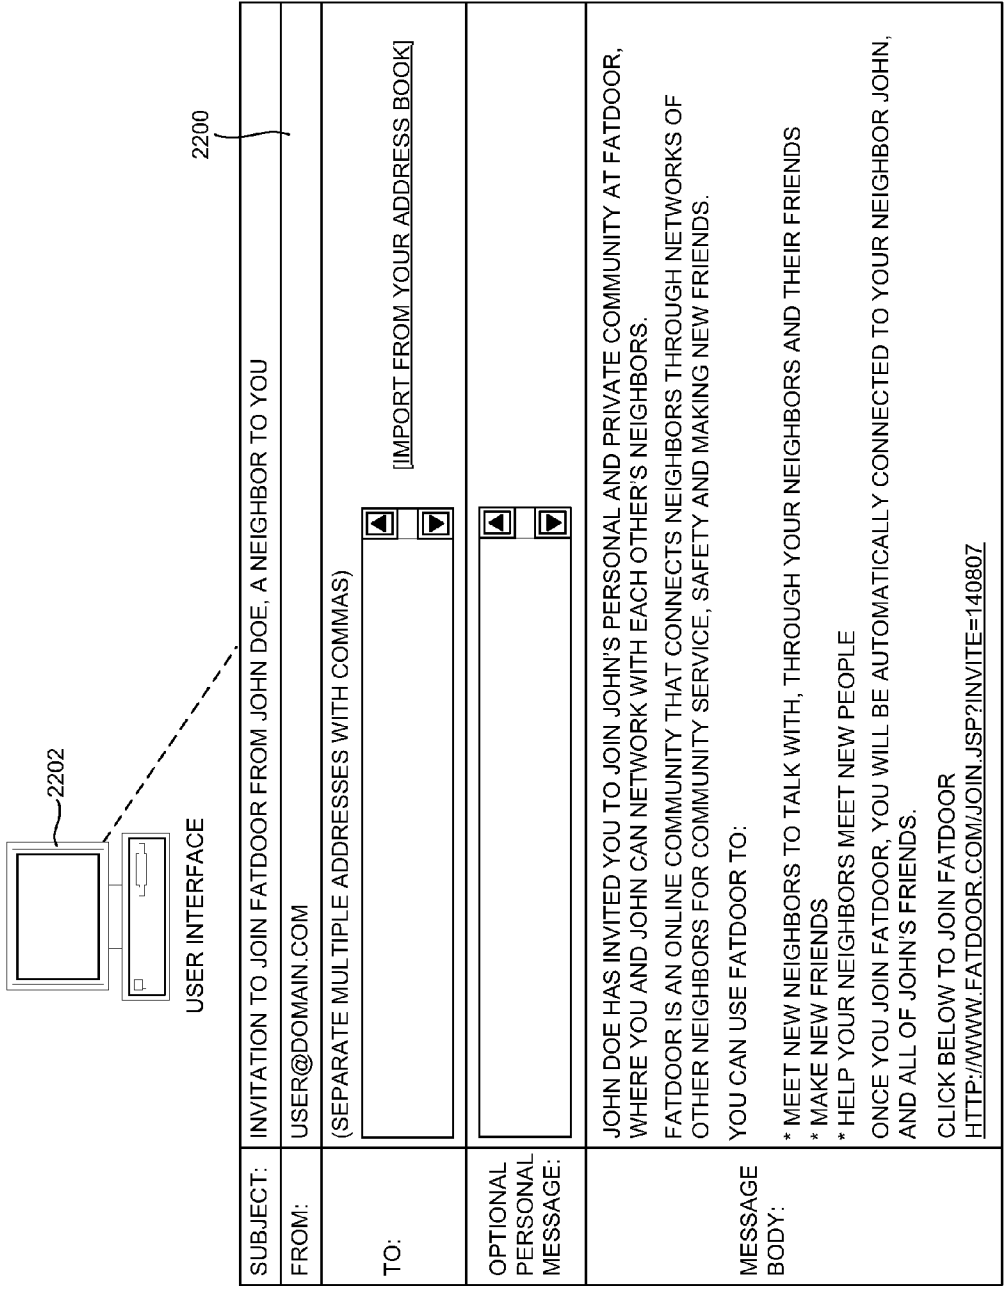 2202
USER INTERFACE
2200
SUBJECT: INVITATION TO JOIN FATDOOR FROM JOHN DOE, A NEIGHBOR TO YOU
FROM: USER@DOMAIN.COM
TO:
(SEPARATE MULTIPLE ADDRESSES WITH COMMAS)
[IMPORT FROM YOUR ADDRESS BOOK]
OPTIONAL
PERSONAL
MESSAGE:
MESSAGE
BODY:
JOHN DOE HAS INVITED YOU TO JOIN JOHN'S PERSONAL AND PRIVATE COMMUNITY AT FATDOOR,
WHERE YOU AND JOHN CAN NETWORK WITH EACH OTHER'S NEIGHBORS.
FATDOOR IS AN ONLINE COMMUNITY THAT CONNECTS NEIGHBORS THROUGH NETWORKS OF
OTHER NEIGHBORS FOR COMMUNITY SERVICE, SAFETY AND MAKING NEW FRIENDS.
YOU CAN USE FATDOOR TO:
* MEET NEW NEIGHBORS TO TALK WITH, THROUGH YOUR NEIGHBORS AND THEIR FRIENDS
* MAKE NEW FRIENDS
* HELP YOUR NEIGHBORS MEET NEW PEOPLE
ONCE YOU JOIN FATDOOR, YOU WILL BE AUTOMATICALLY CONNECTED TO YOUR NEIGHBOR JOHN,
AND ALL OF JOHN'S FRIENDS.
CLICK BELOW TO JOIN FATDOOR
HTTP://WWW.FATDOOR.COM/JOIN.JSP?INVITE=140807